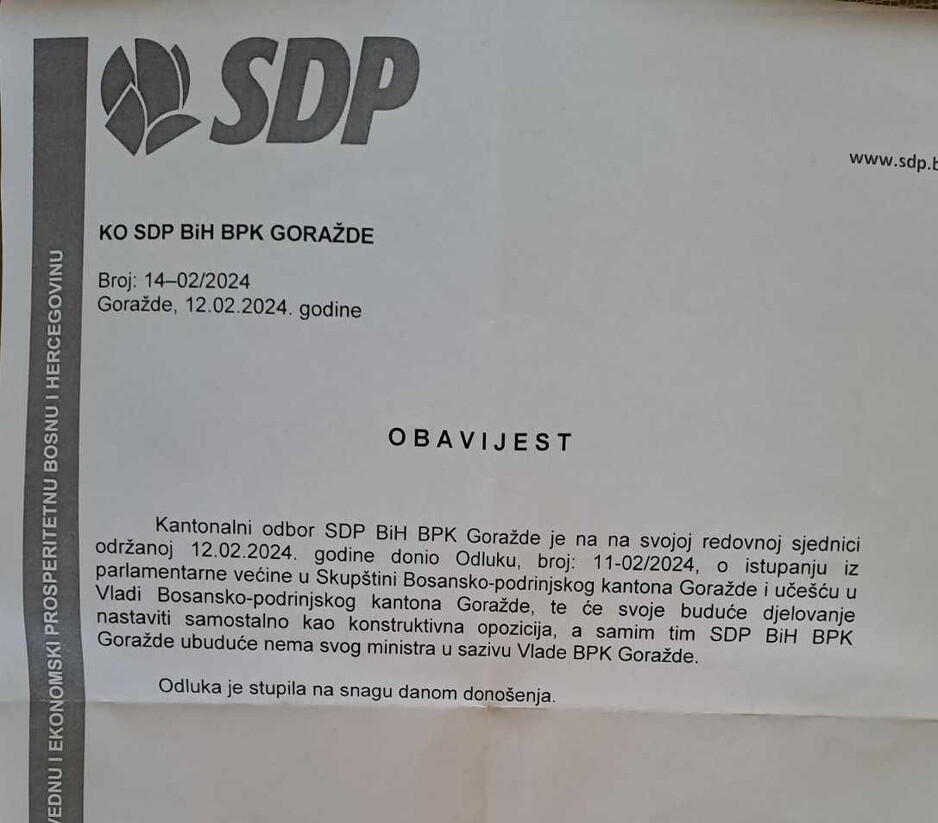 SDP
www.sdp.b
KO SDP BiH BPK GORAŽDE
Broj: 14–02/2024
Goražde, 12.02.2024. godine
OBAVIJEST
Kantonalni odbor SDP BiH BPK Goražde je na na svojoj redovnoj sjednici
održanoj 12.02.2024. godine donio Odluku, broj: 11-02/2024, o istupanju iz
parlamentarne većine u Skupštini Bosansko-podrinjskog kantona Goražde i učešću u
Vladi Bosansko-podrinjskog kantona Goražde, te će svoje buduće djelovanje
nastaviti samostalno kao konstruktivna opozicija, a samim tim SDP BiH BPK
Goražde ubuduće nema svog ministra u sazivu Vlade BPK Goražde.
Odluka je stupila na snagu danom donošenja.
VEDNU I EKONOMSKI PROSPERITETNU BOSNU I HERCEGOVINU